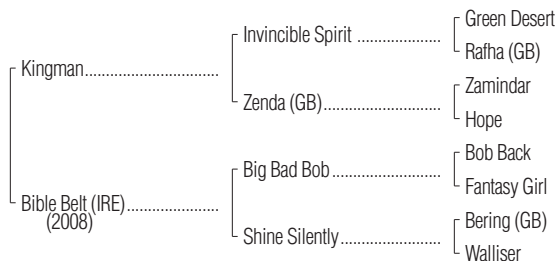 Green Desert
Invincible Spirit
Rafha (GB)
Kingman
Zamindar
Zenda (GB)
Hope
Bob Back
Big Bad Bob
Fantasy Girl
Bible Belt (IRE)
(2008)
Bering (GB)
Shine Silently
Walliser